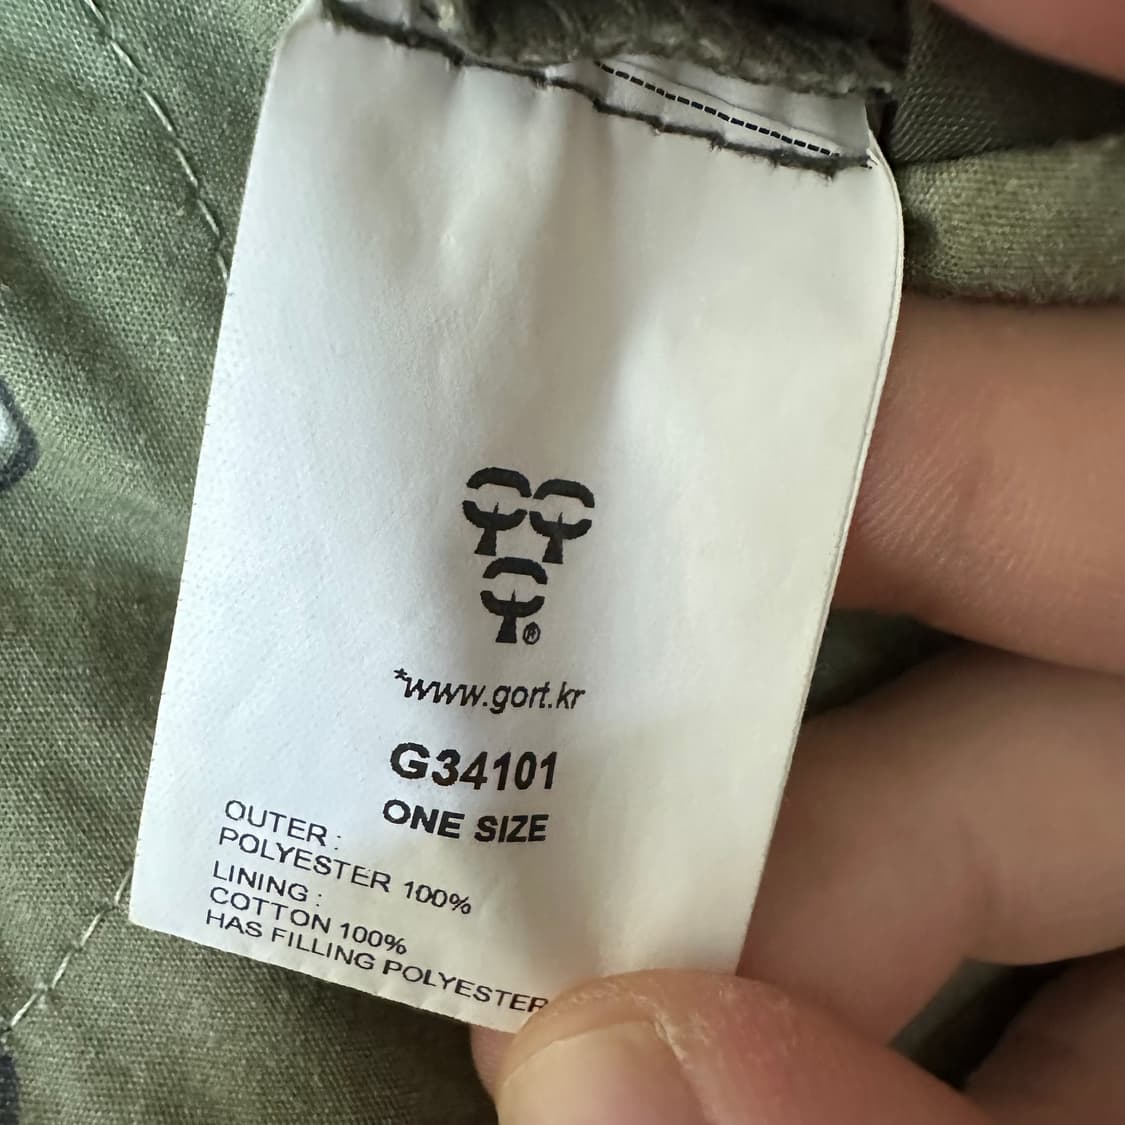 ®
*www.gort.kr
G34101
ONE SIZE
OUTER :
POLYESTER 100%
LINING :
COTTON 100%
HAS FILLING POLYESTER